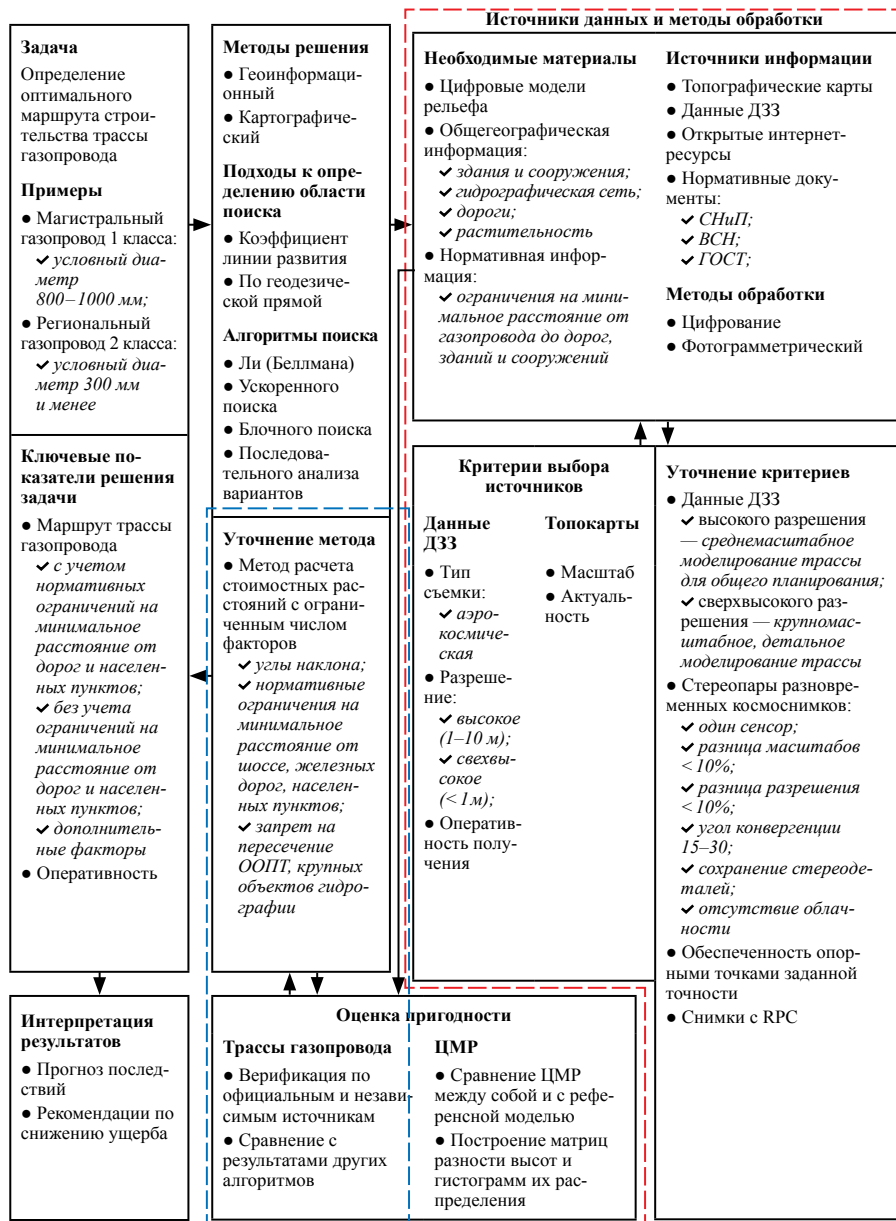 Источники данных и методы обработки
Задача
Определение
оптимального
маршрута строи-
тельства трассы
газопровода
Примеры
● Магистральный
газопровод 1 класса:
✔ условный диа-
метр
800–1000 мм;
● Региональный
газопровод 2 класса:
✔ условный диа-
метр 300 мм
и менее
Методы решения
● Геоинформаци-
онный
● Картографиче-
ский
Подходы к опре-
делению области
поиска
● Коэффициент
линии развития
● По геодези-
ческой прямой
Алгоритмы поиска
● Ли (Беллмана)
● Ускоренного
поиска
● Блочного поиска
● Последова-
тельного анализа
вариантов
Необходимые материалы
● Цифровые модели
рельефа
● Общегеографическая
информация:
✔ здания и сооружения;
✔ гидрографическая сеть;
✔ дороги;
✔ растительность
● Нормативная инфор-
мация:
✔ ограничения на мини-
мальное расстояние от
газопровода до дорог,
зданий и сооружений
Источники информации
● Топографические карты
● Данные ДЗЗ
● Открытые интернет-
ресурсы
● Нормативные доку-
менты:
✔ СНиП;
✔ ВСН;
✔ ГОСТ;
Методы обработки
● Цифрование
● Фотограмметрический
Ключевые по-
казатели решения
задачи
● Маршрут трассы
газопровода
✔ с учетом
нормативных
ограничений на
минимальное
расстояние от
дорог и населен-
ных пунктов;
✔ без учета
ограничений на
минимальное
расстояние от
дорог и населен-
ных пунктов;
✔ дополнитель-
ные факторы
● Оперативность
Уточнение метода
● Метод расчета
стоимостных рас-
стояний с ограни-
ченным числом
факторов
✔ углы наклона;
✔ нормативные
ограничения на
минимальное
расстояние от
шоссе, железных
дорог, населен-
ных пунктов;
✔ запрет на
пересечение
ООПТ, крупных
объектов гидро-
графии
Критерии выбора
источников
Данные
ДЗЗ
● Тип
съемки:
✔ аэро-
космиче-
ская
● Разреше-
ние:
✔ высокое
(1–10 м);
✔ свехвы-
сокое
(< 1 м);
● Оператив-
ность полу-
чения
Топокарты
● Масштаб
● Актуаль-
ность
Уточнение критериев
● Данные ДЗЗ
✔ высокого разрешения
— среднемасштабное
моделирование трассы
для общего планирования;
✔ сверхвысокого раз-
решения — крупномас-
штабное, детальное
моделирование трассы
● Стереопары разновре-
менных космоснимков:
✔ один сенсор;
✔ разница масштабов
< 10%;
✔ разница разрешения
< 10%;
✔ угол конвергенции
15–30;
✔ сохранение стереоде-
талей;
✔ отсутствие облач-
ности
● Обеспеченность опор-
ными точками заданной
точности
● Снимки с RPC
Интерпретация
результатов
● Прогноз послед-
ствий
● Рекомендации по
снижению ущерба
Оценка пригодности
Трассы газопровода
● Верификация по
официальным и незави-
симым источникам
● Сравнение с
результатами других
алгоритмов
ЦМР
● Сравнение ЦМР
между собой и с рефе-
ренсной моделью
● Построение матриц
разности высот и
гистограмм их рас-
пределения